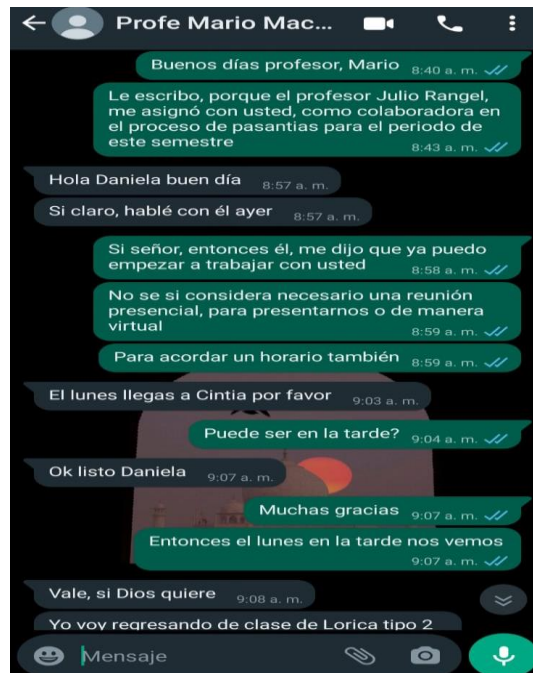 Profe Mario Mac...
Buenos días profesor, Mario
8:40 a. m.
Le escribo, porque el profesor Julio Rangel,
me asignó con usted, como colaboradora en
el proceso de pasantias para el periodo de
este semestre
8:43 a. m.
Hola Daniela buen día
8:57 a. m.
Si claro, hablé con él ayer
8:57 a. m.
Si señor, entonces él, me dijo que ya puedo
empezar a trabajar con usted
8:58 a. m.
No se si considera necesario una reunión
presencial, para presentarnos o de manera
virtual
8:59 a. m.
Para acordar un horario también
8:59 a. m.
El lunes llegas a Cintia por favor
9:03 a. m.
Puede ser en la tarde?
9:04 a. m.
Ok listo Daniela
9:07 a. m.
Muchas gracias
9:07 a. m.
Entonces el lunes en la tarde nos vemos
9:07 a. m.
Vale, si Dios quiere
9:08 a. m.
Yo voy regresando de clase de Lorica tipo 2
Mensaje